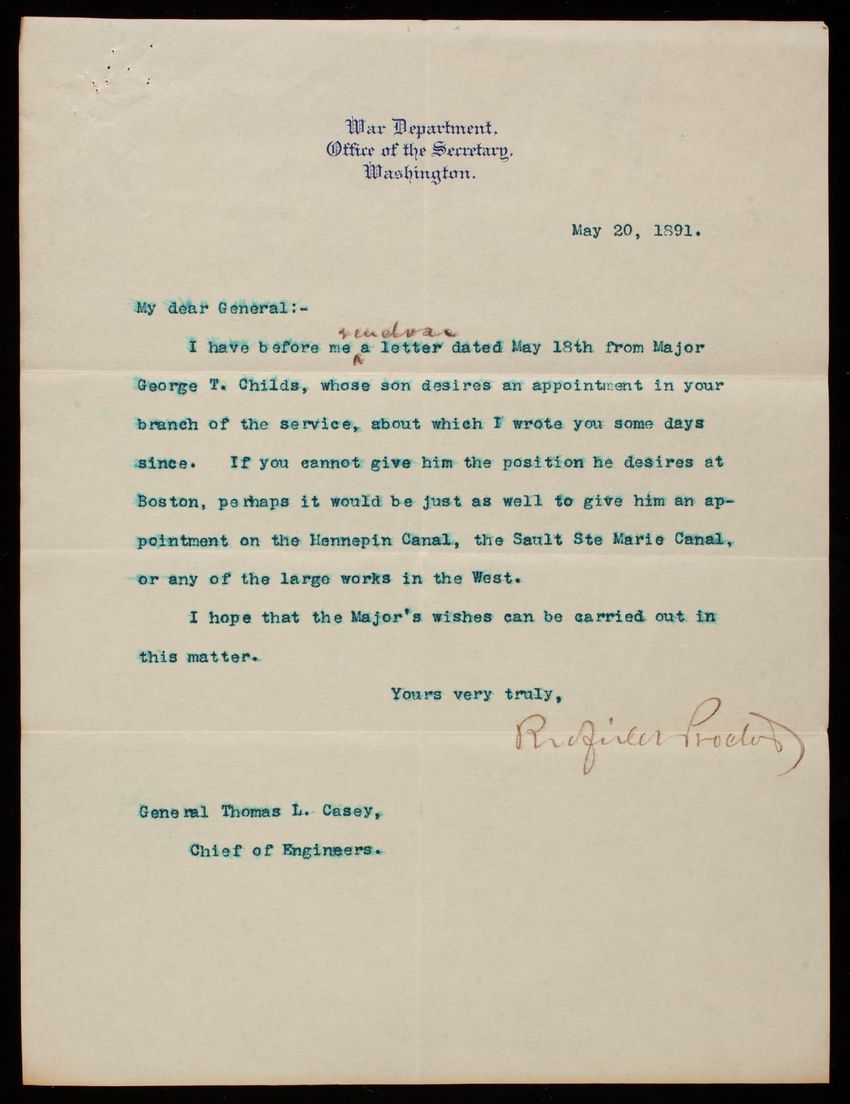 War Department,
Office of the Secretary.
Washington.
May 20, 1891.
My dear General:-
I have before me a letter dated May 18th from Major
George T. Childs, whose son desires an appointment in your
branch of the service, about which I wrote you some days
since. If you cannot give him the position he desires at
Boston, perhaps it would be just as well to give him an ap-
pointment on the Hennepin Canal, the Sault Ste Marie Canal,
or any of the large works in the West.
I hope that the Major's wishes can be carried out in
this matter.
Yours very truly,
Redfield Proctor
General Thomas L. Casey,
Chief of Engineers.